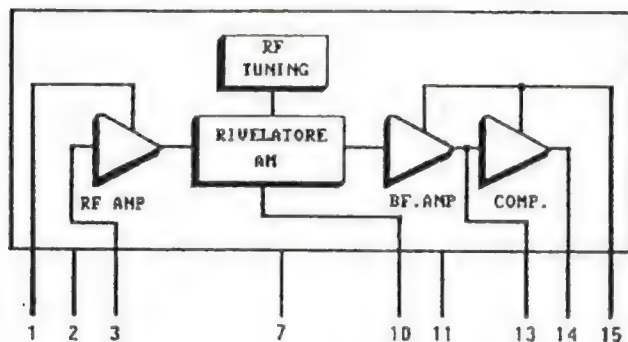 RF
TUNING
RIVELATORE
AM
RF AMP
BF.AMP
COMP.
1 2 3 7 10 11 13 14 15